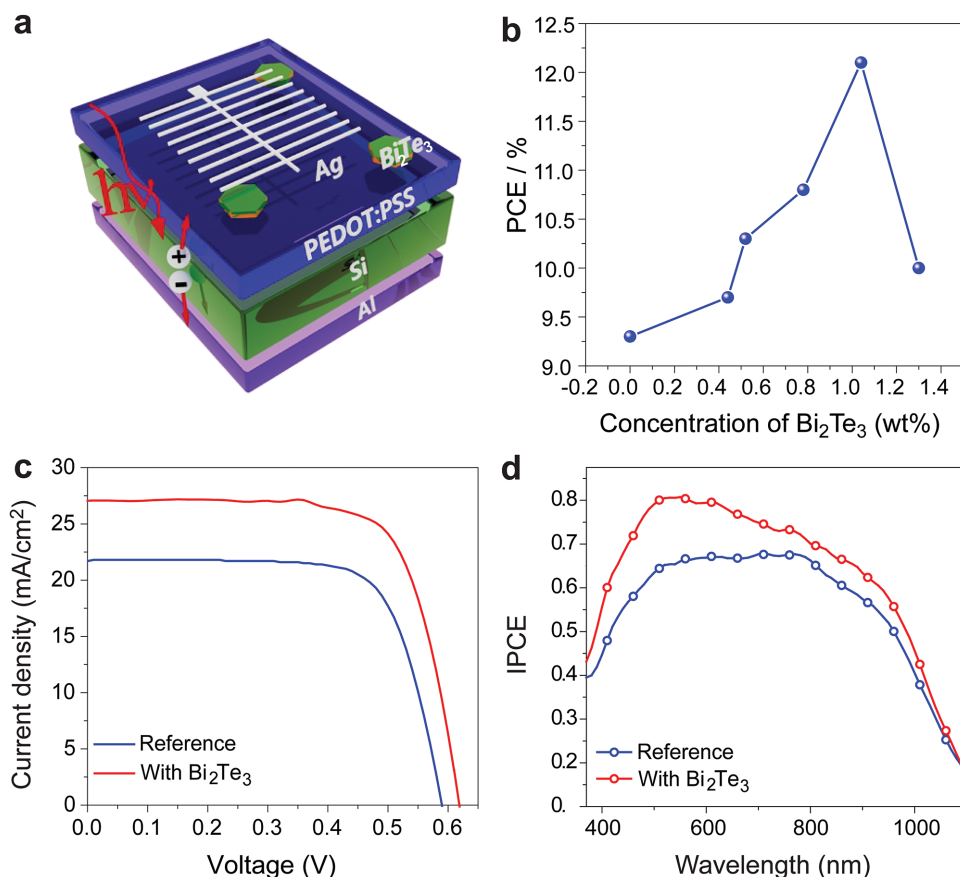 a
Ag
Bi₂Te₃
hν
PEDOT:PSS
+
Si
−
Al
b
12.5
12.0
11.5
11.0
10.5
10.0
9.5
9.0
PCE / %
-0.2 0.0 0.2 0.4 0.6 0.8 1.0 1.2 1.4
Concentration of Bi₂Te₃ (wt%)
c
30
25
20
15
10
5
0
Current density (mA/cm²)
Reference
With Bi₂Te₃
0.0 0.1 0.2 0.3 0.4 0.5 0.6
Voltage (V)
d
0.8
0.7
0.6
0.5
0.4
0.3
0.2
0.
IPCE
Reference
With Bi₂Te₃
400 600 800 1000
Wavelength (nm)